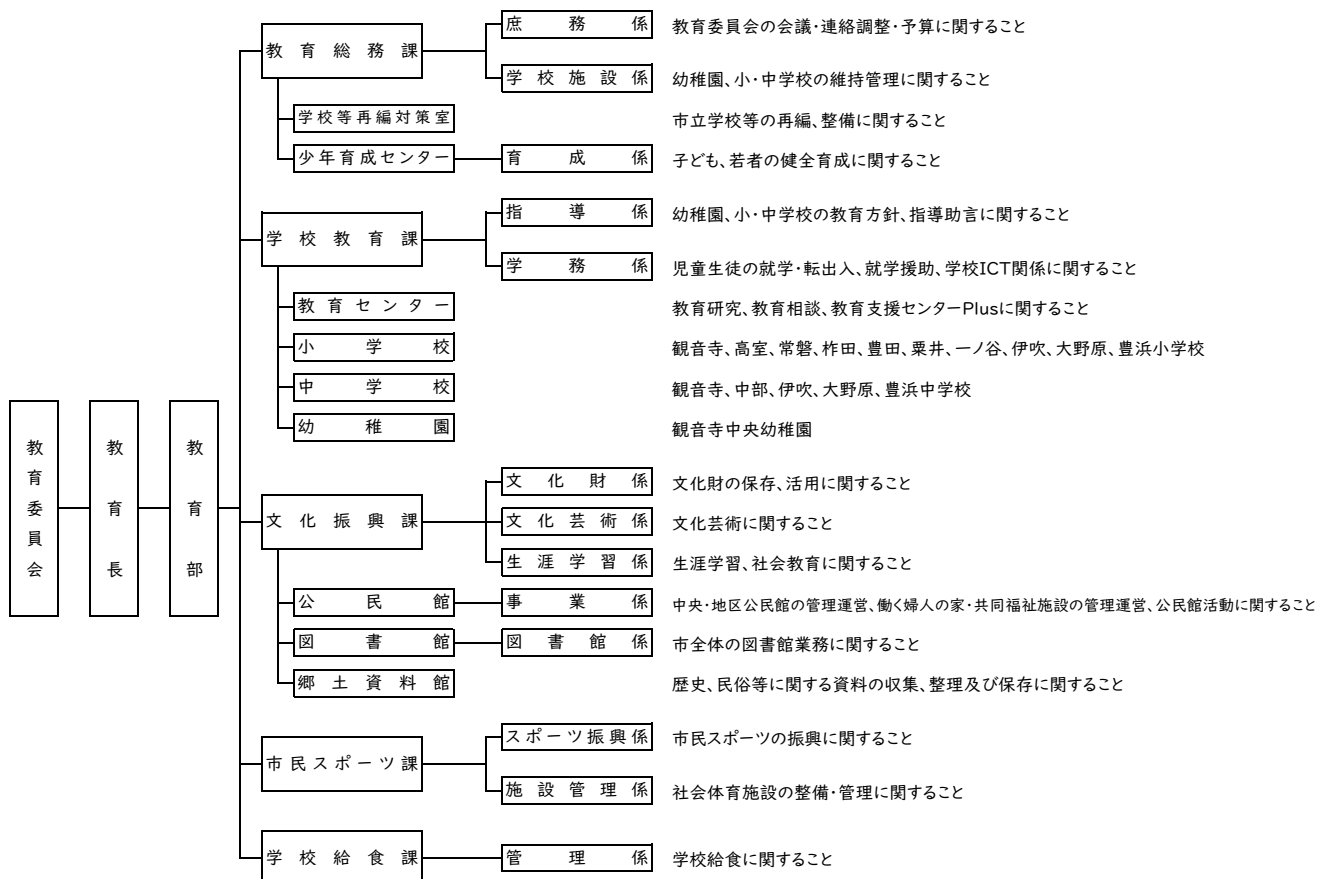 教育委員会
教育長
教育部
教育総務課
庶務係 教育委員会の会議・連絡調整・予算に関すること
学校施設係 幼稚園、小・中学校の維持管理に関すること
学校等再編対策室 市立学校等の再編、整備に関すること
少年育成センター 育成係 子ども、若者の健全育成に関すること
学校教育課
指導係 幼稚園、小・中学校の教育方針、指導助言に関すること
学務係 児童生徒の就学・転出入、就学援助、学校ICT関係に関すること
教育センター 教育研究、教育相談、教育支援センターPlusに関すること
小学校 観音寺、高室、常磐、柞田、豊田、粟井、一ノ谷、伊吹、大野原、豊浜小学校
中学校 観音寺、中部、伊吹、大野原、豊浜中学校
幼稚園 観音寺中央幼稚園
文化振興課
文化財係 文化財の保存、活用に関すること
文化芸術係 文化芸術に関すること
生涯学習係 生涯学習、社会教育に関すること
公民館 事業係 中央・地区公民館の管理運営、働く婦人の家・共同福祉施設の管理運営、公民館活動に関すること
図書館 図書館係 市全体の図書館業務に関すること
郷土資料館 歴史、民俗等に関する資料の収集、整理及び保存に関すること
市民スポーツ課
スポーツ振興係 市民スポーツの振興に関すること
施設管理係 社会体育施設の整備・管理に関すること
学校給食課 管理係 学校給食に関すること